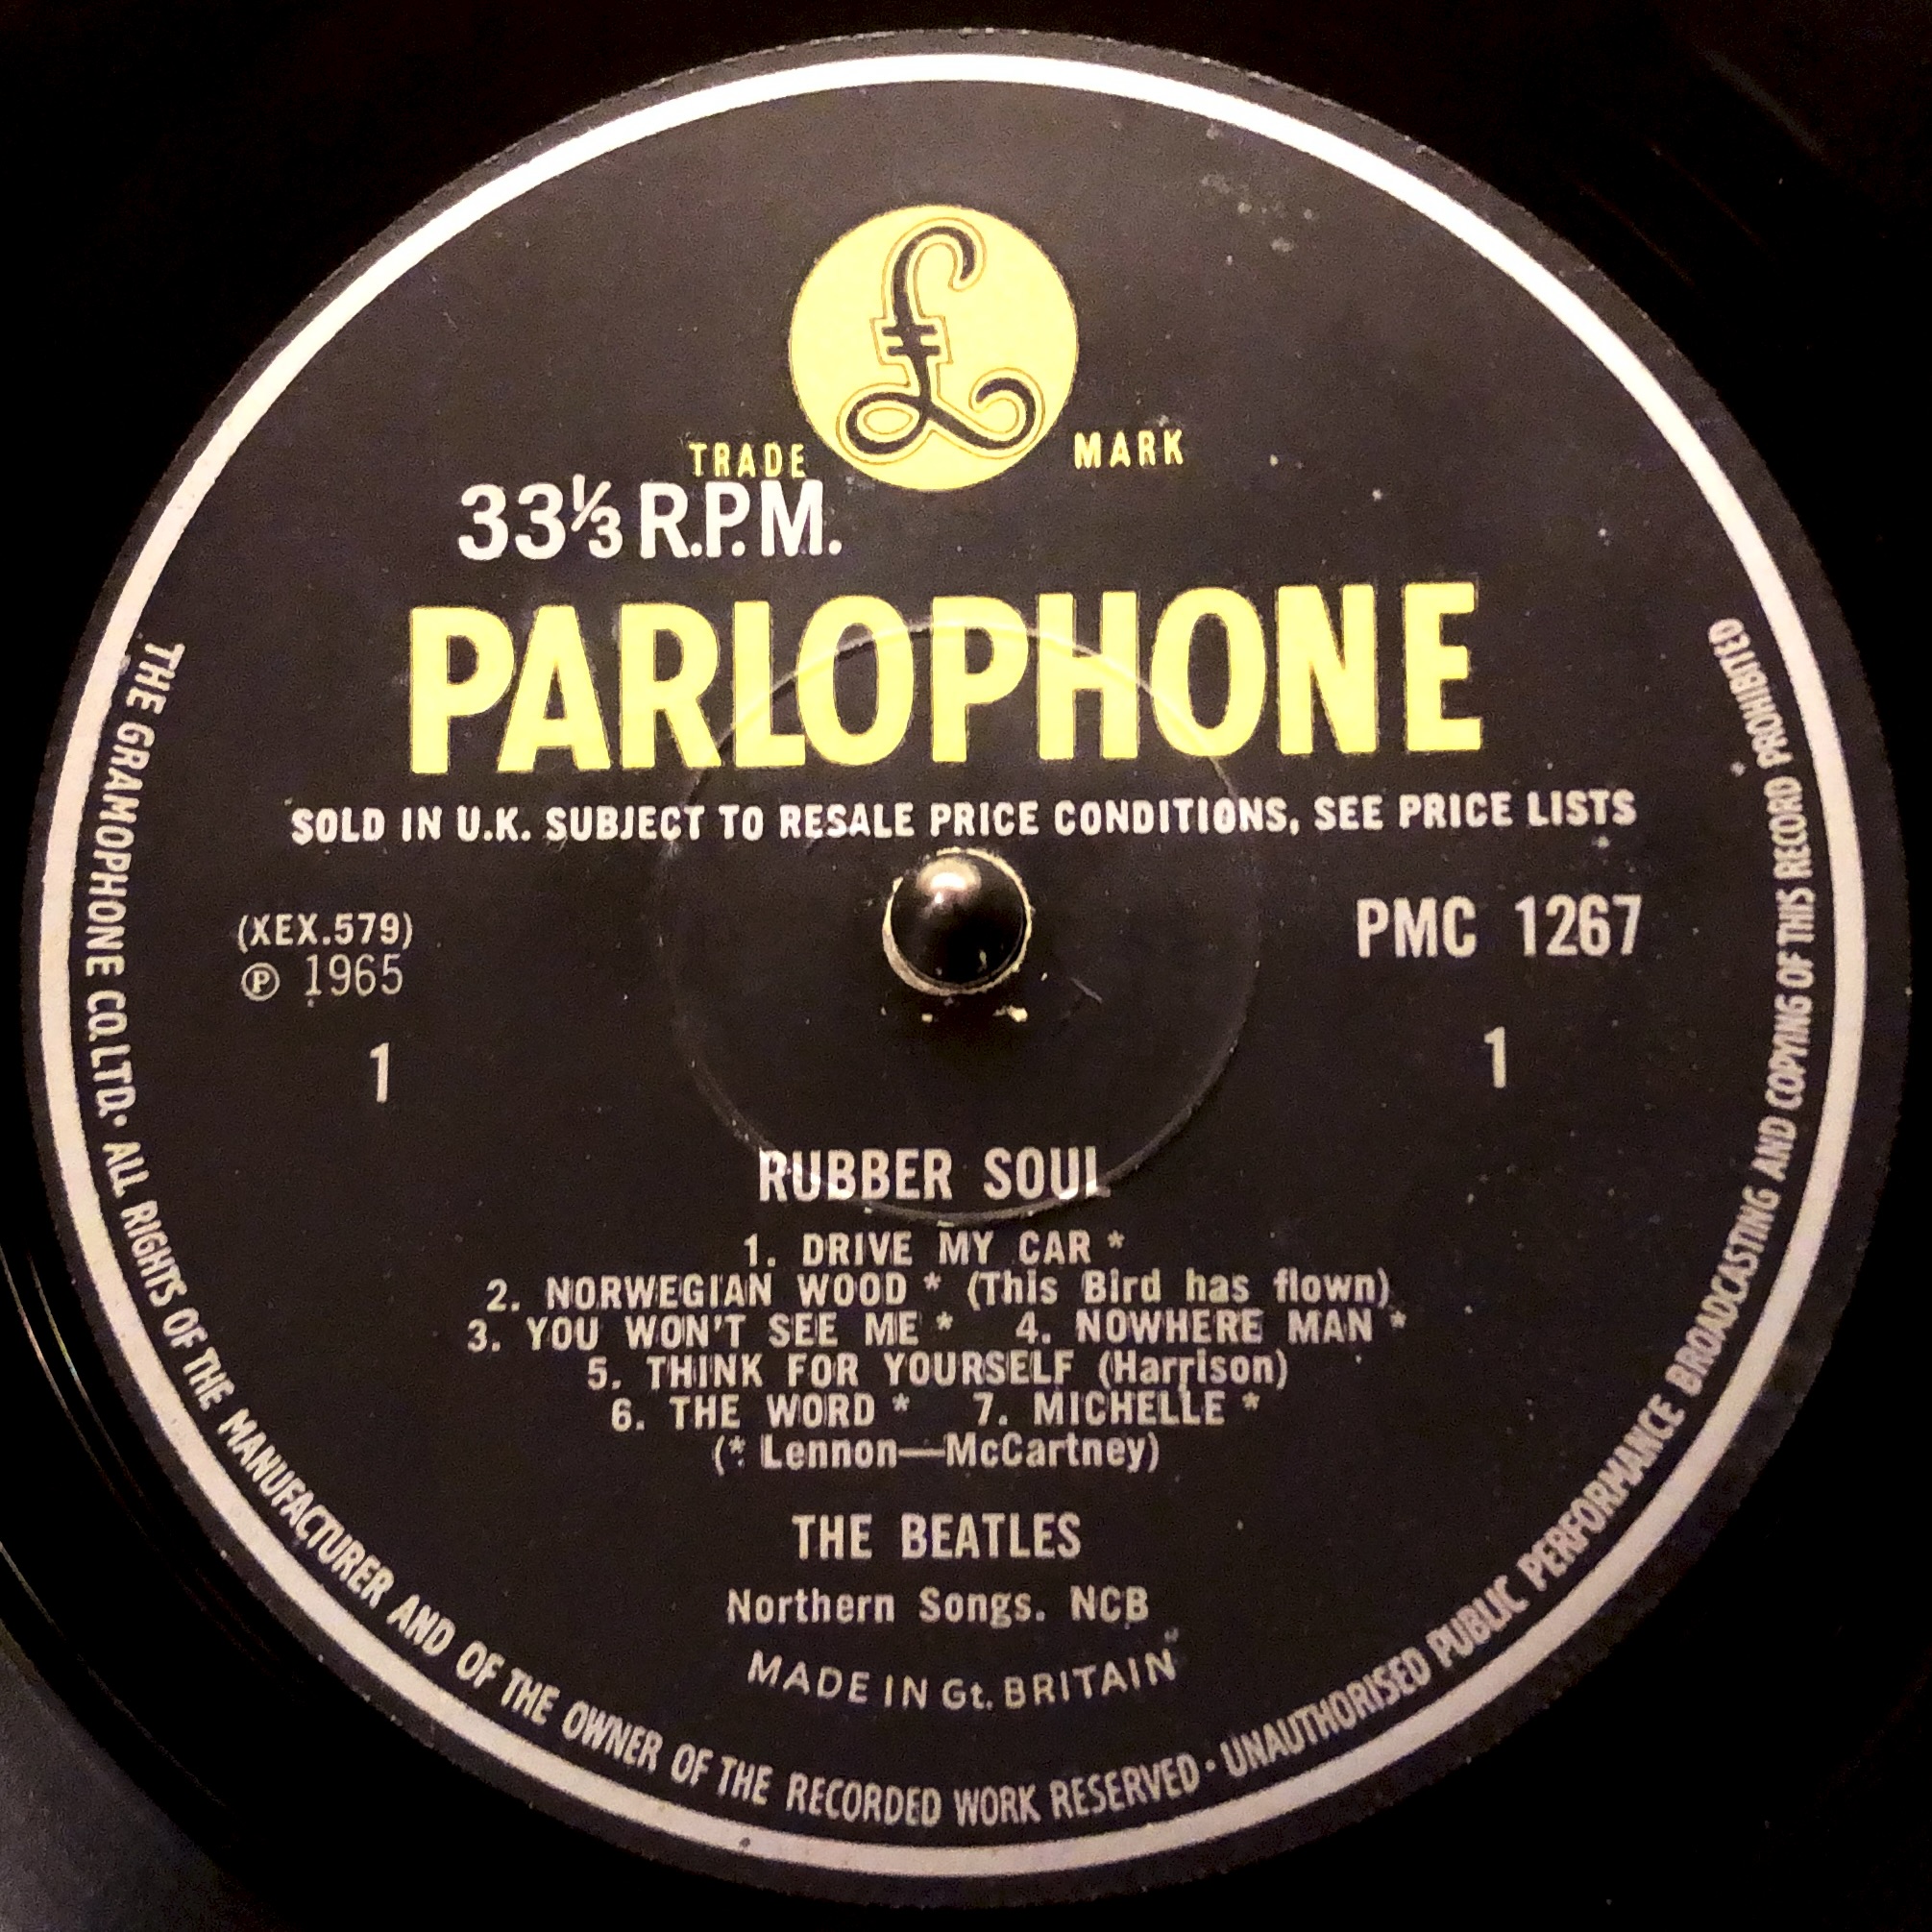 £
TRADE MARK
33⅓ R.P.M.
PARLOPHONE
SOLD IN U.K. SUBJECT TO RESALE PRICE CONDITIONS, SEE PRICE LISTS
(XEX.579)
℗ 1965
1
PMC 1267
1
RUBBER SOUL
1. DRIVE MY CAR *
2. NORWEGIAN WOOD * (This Bird has flown)
3. YOU WON'T SEE ME * 4. NOWHERE MAN *
5. THINK FOR YOURSELF (Harrison)
6. THE WORD * 7. MICHELLE *
(* Lennon—McCartney)
THE BEATLES
Northern Songs. NCB
MADE IN Gt. BRITAIN
THE GRAMOPHONE CO. LTD. · ALL RIGHTS OF THE MANUFACTURER AND OF THE OWNER OF THE RECORDED WORK RESERVED · UNAUTHORISED PUBLIC PERFORMANCE BROADCASTING AND COPYING OF THIS RECORD PROHIBITED